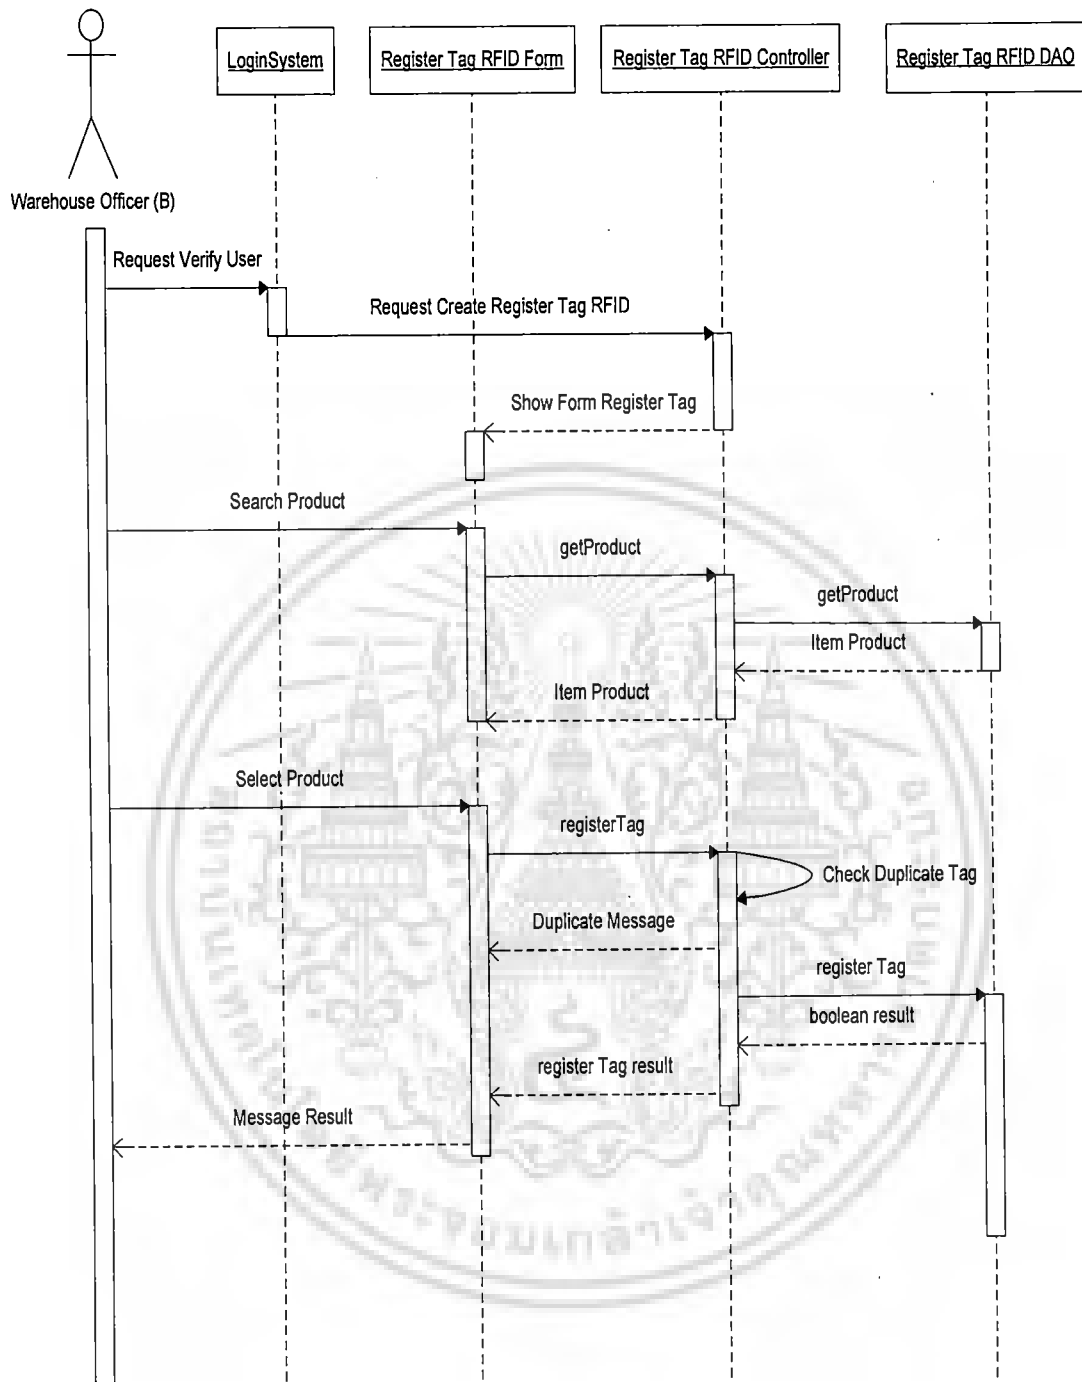 LoginSystem
Register Tag RFID Form
Register Tag RFID Controller
Register Tag RFID DAO
Warehouse Officer (B)
Request Verify User
Request Create Register Tag RFID
Show Form Register Tag
Search Product
getProduct
getProduct
Item Product
Item Product
Select Product
registerTag
Check Duplicate Tag
Duplicate Message
register Tag
boolean result
register Tag result
Message Result